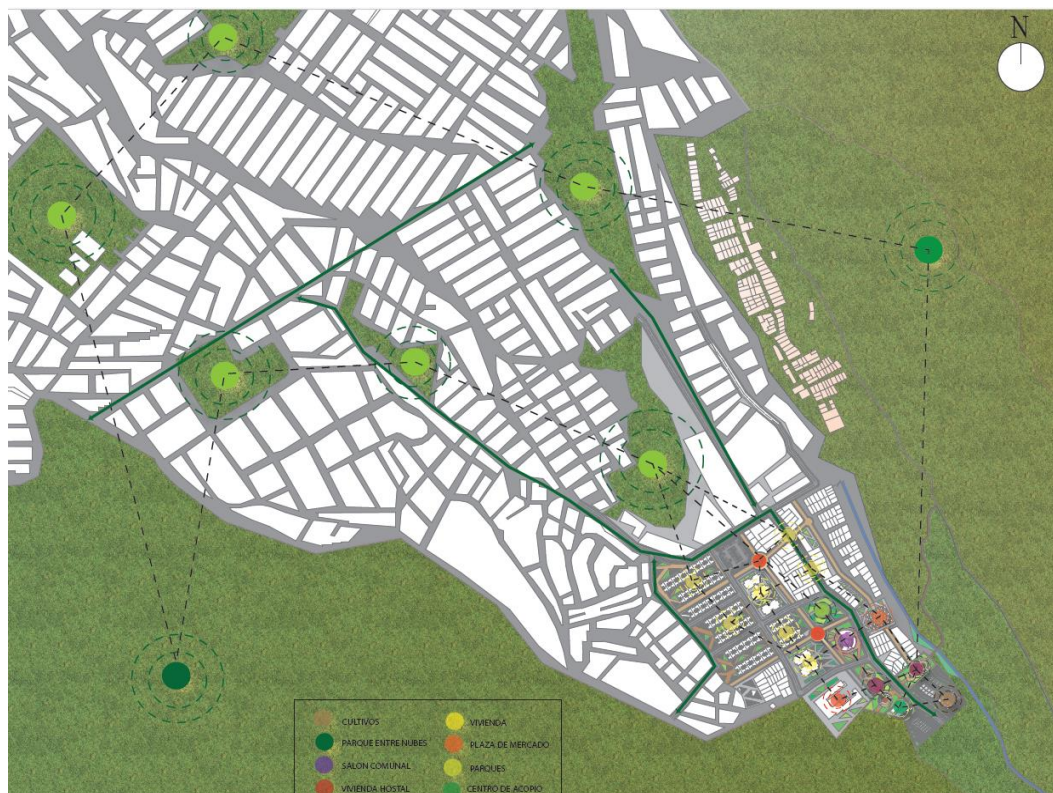 N
CULTIVOS
PARQUE ENTRE NUBES
SALON COMUNAL
VIVIENDA HOSTAL
VIVIENDA
PLAZA DE MERCADO
PARQUES
CENTRO DE ACOPIO